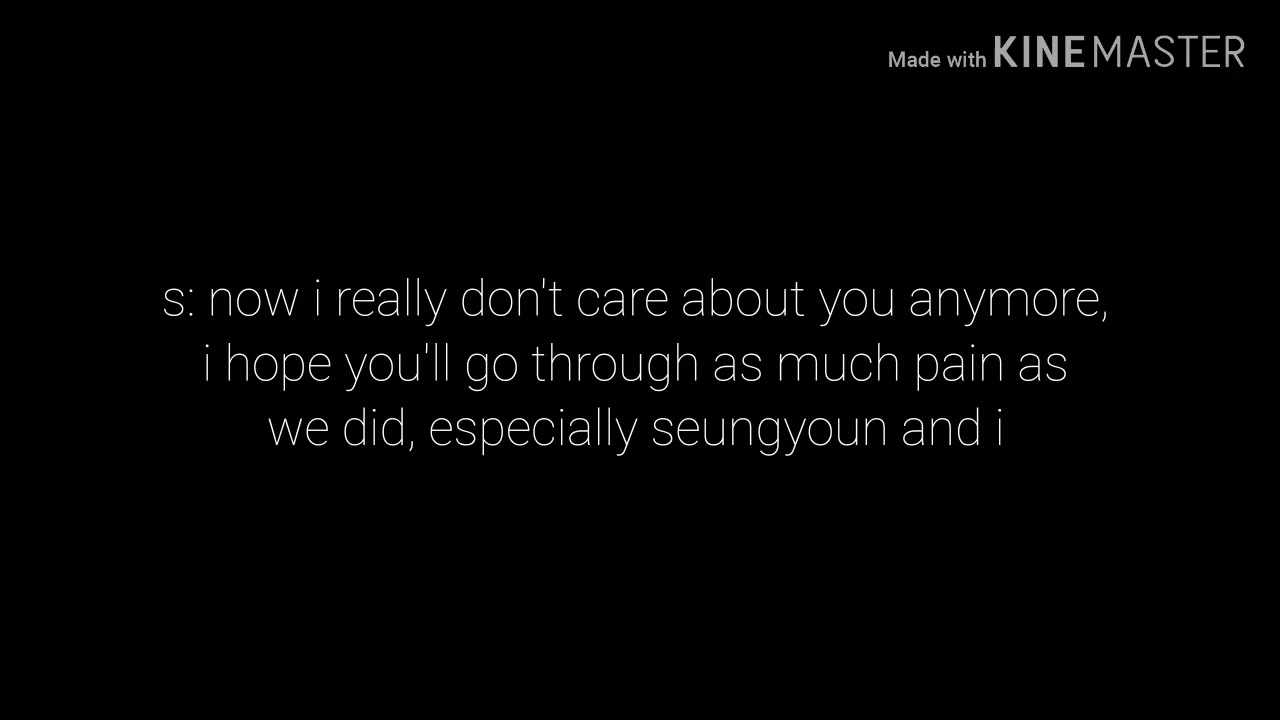 Made with KINEMASTER
s: now i really don't care about you anymore,
i hope you'll go through as much pain as
we did, especially seungyoun and i